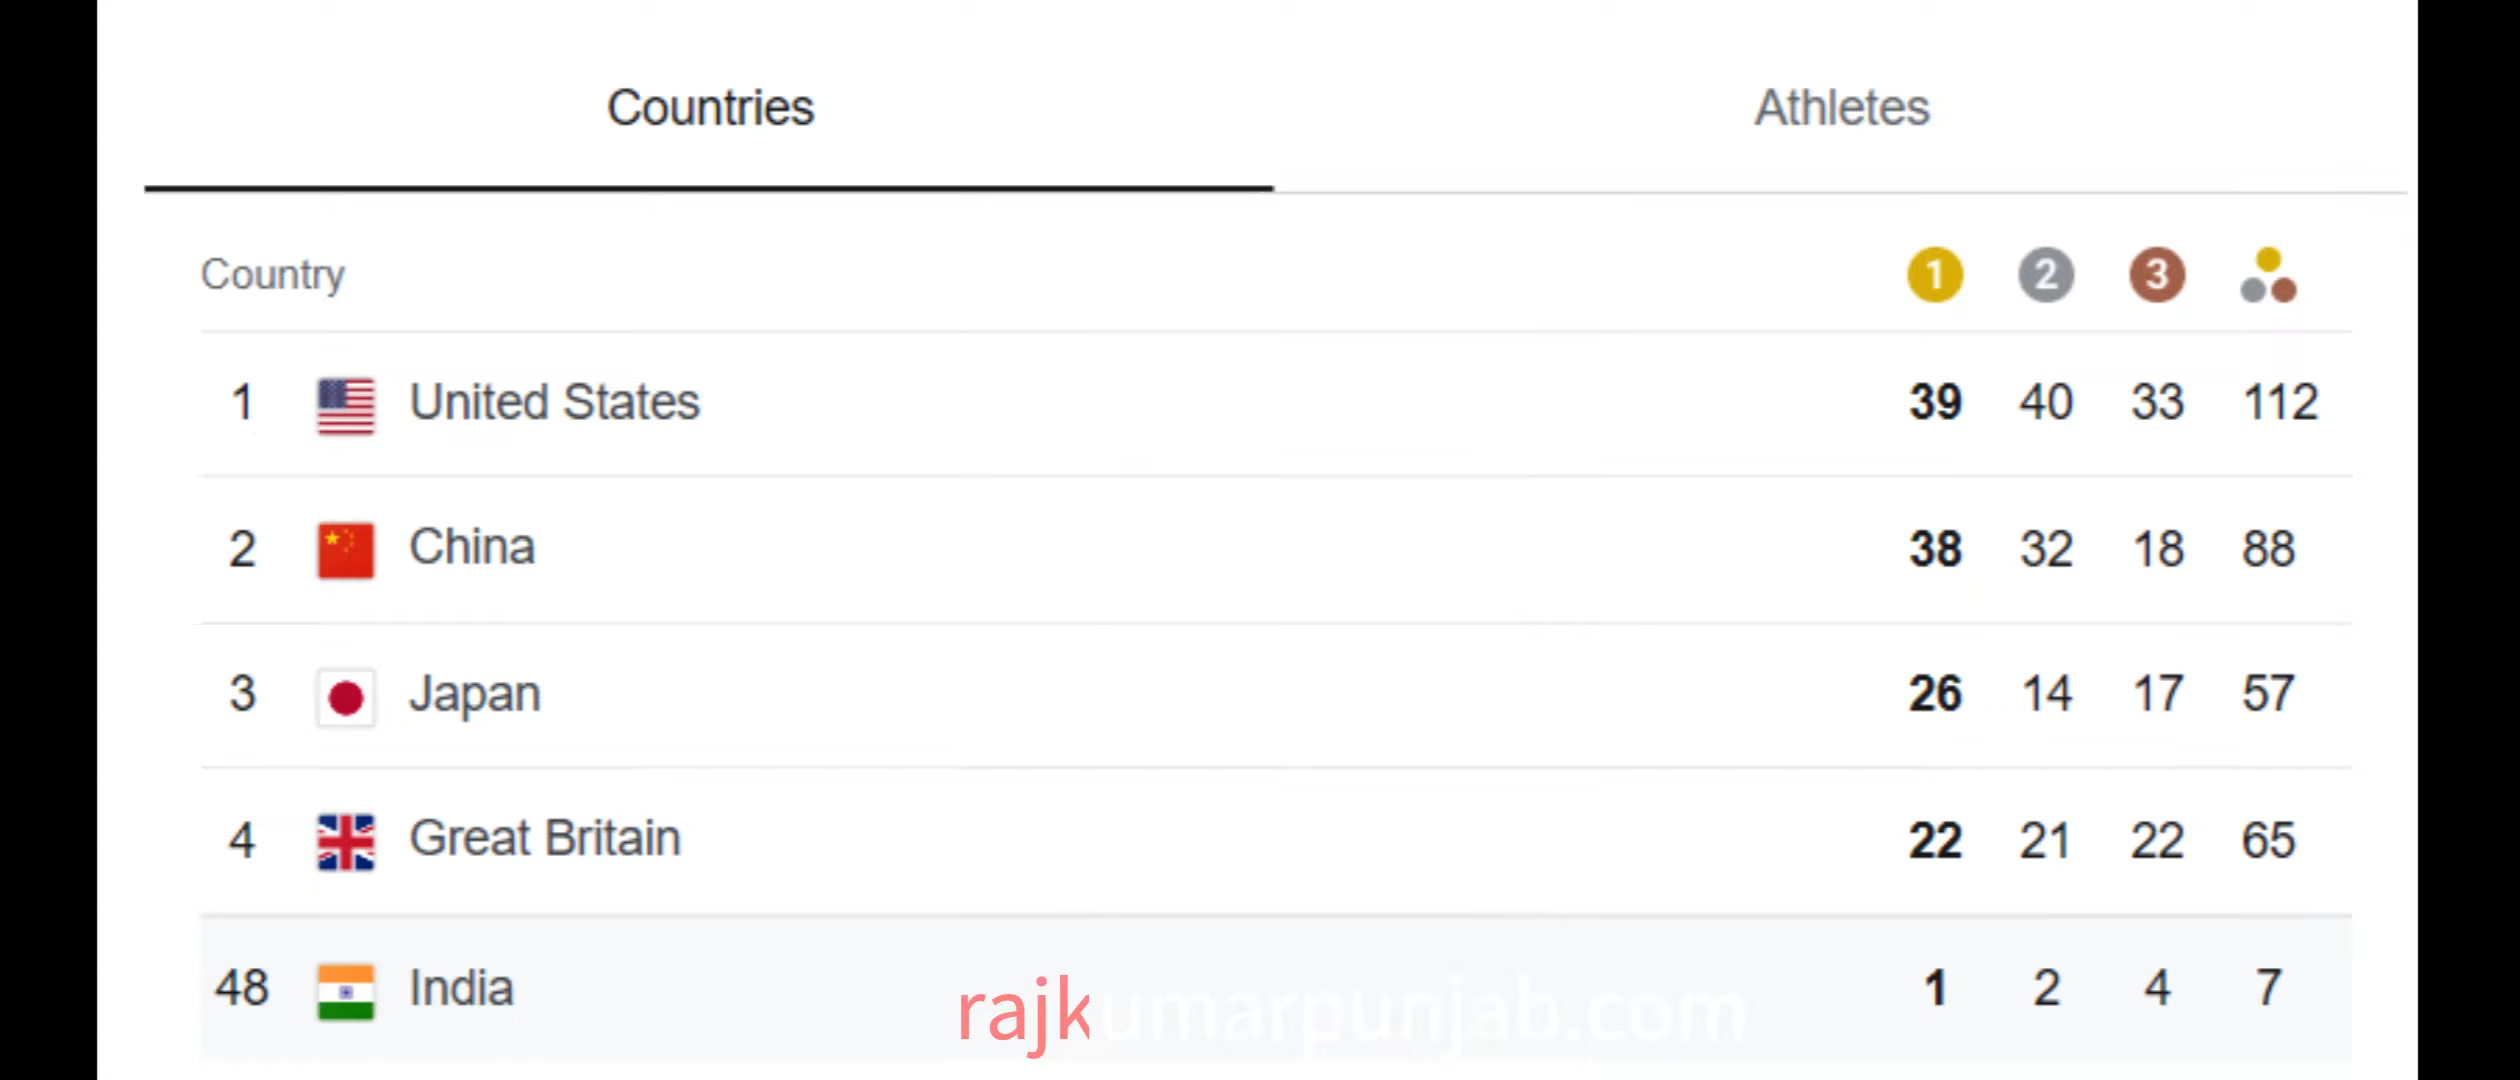 Countries Athletes
Country 1 2 3
1 United States 39 40 33 112
2 China 38 32 18 88
3 Japan 26 14 17 57
4 Great Britain 22 21 22 65
48 India 1 2 4 7
rajkumarpunjab.com